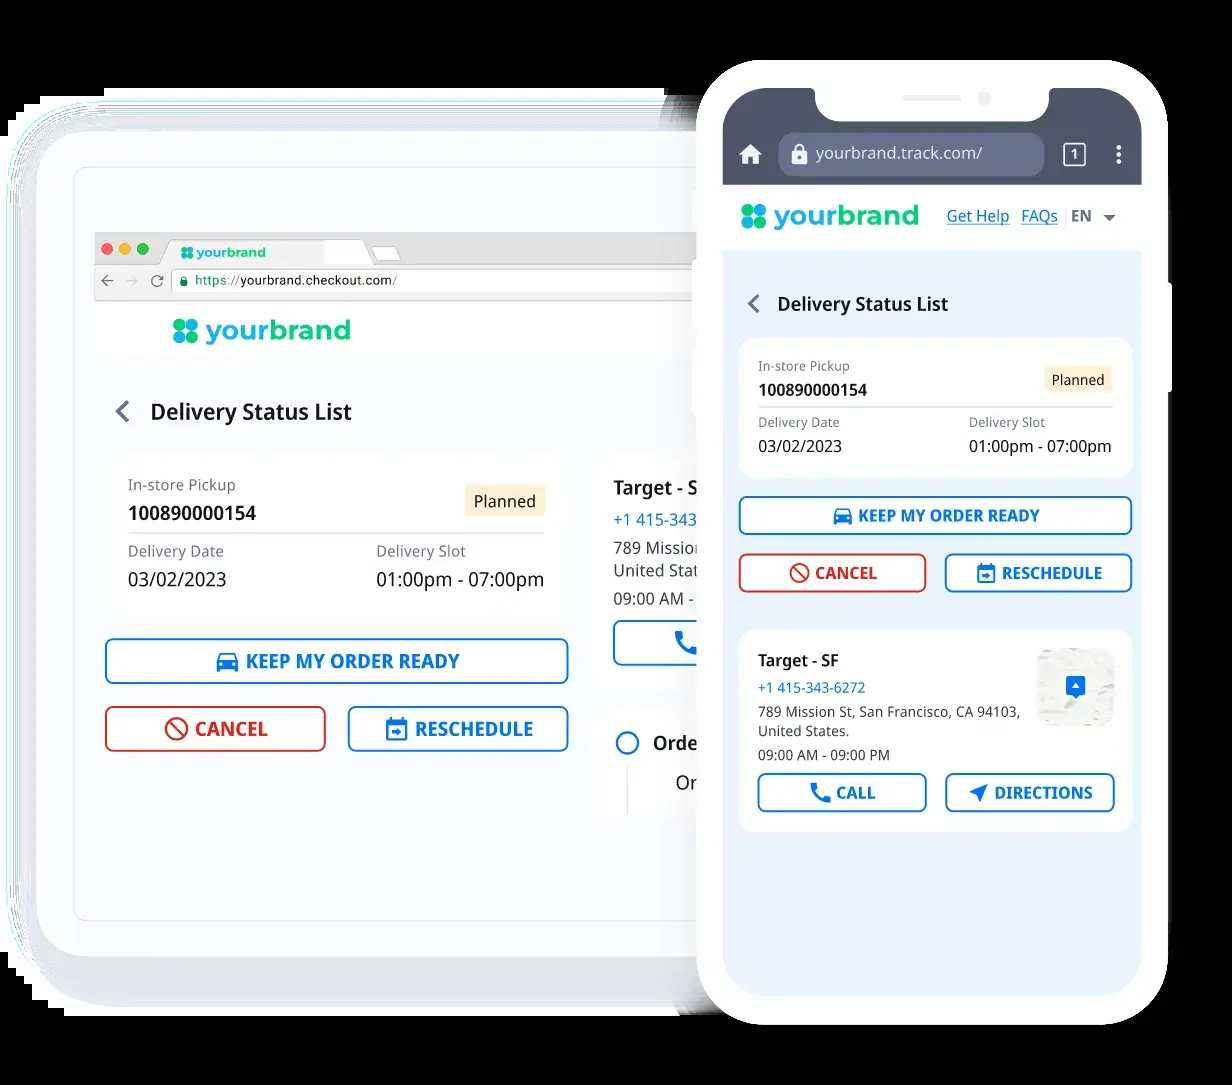 yourbrand
https://yourbrand.checkout.com/
yourbrand
Delivery Status List
In-store Pickup
100890000154
Planned
Delivery Date
Delivery Slot
03/02/2023
01:00pm - 07:00pm
KEEP MY ORDER READY
CANCEL
RESCHEDULE
Target - S
+1 415-343
789 Mission
United Stat
09:00 AM -
Orde
Or
yourbrand.track.com/
1
yourbrand
Get Help
FAQs
EN
Delivery Status List
In-store Pickup
100890000154
Planned
Delivery Date
Delivery Slot
03/02/2023
01:00pm - 07:00pm
KEEP MY ORDER READY
CANCEL
RESCHEDULE
Target - SF
+1 415-343-6272
789 Mission St, San Francisco, CA 94103,
United States.
09:00 AM - 09:00 PM
CALL
DIRECTIONS